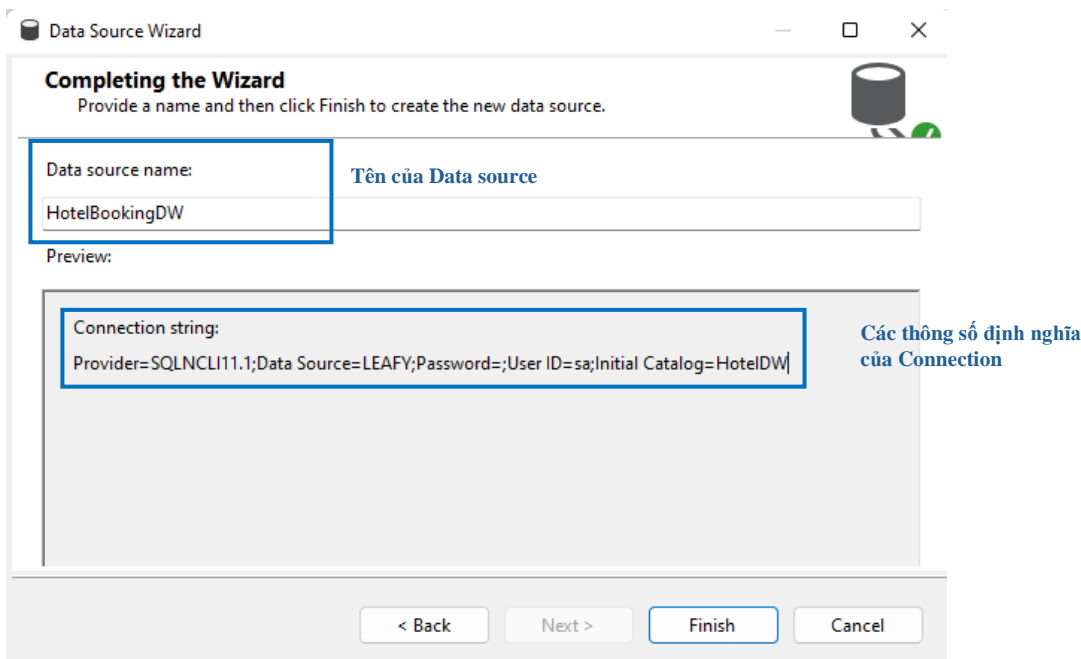 Data Source Wizard
Completing the Wizard
Provide a name and then click Finish to create the new data source.
Data source name:
Tên của Data source
HotelBookingDW
Preview:
Connection string:
Provider=SQLNCLI11.1;Data Source=LEAFY;Password=;User ID=sa;Initial Catalog=HotelDW
Các thông số định nghĩa
của Connection
< Back
Next >
Finish
Cancel